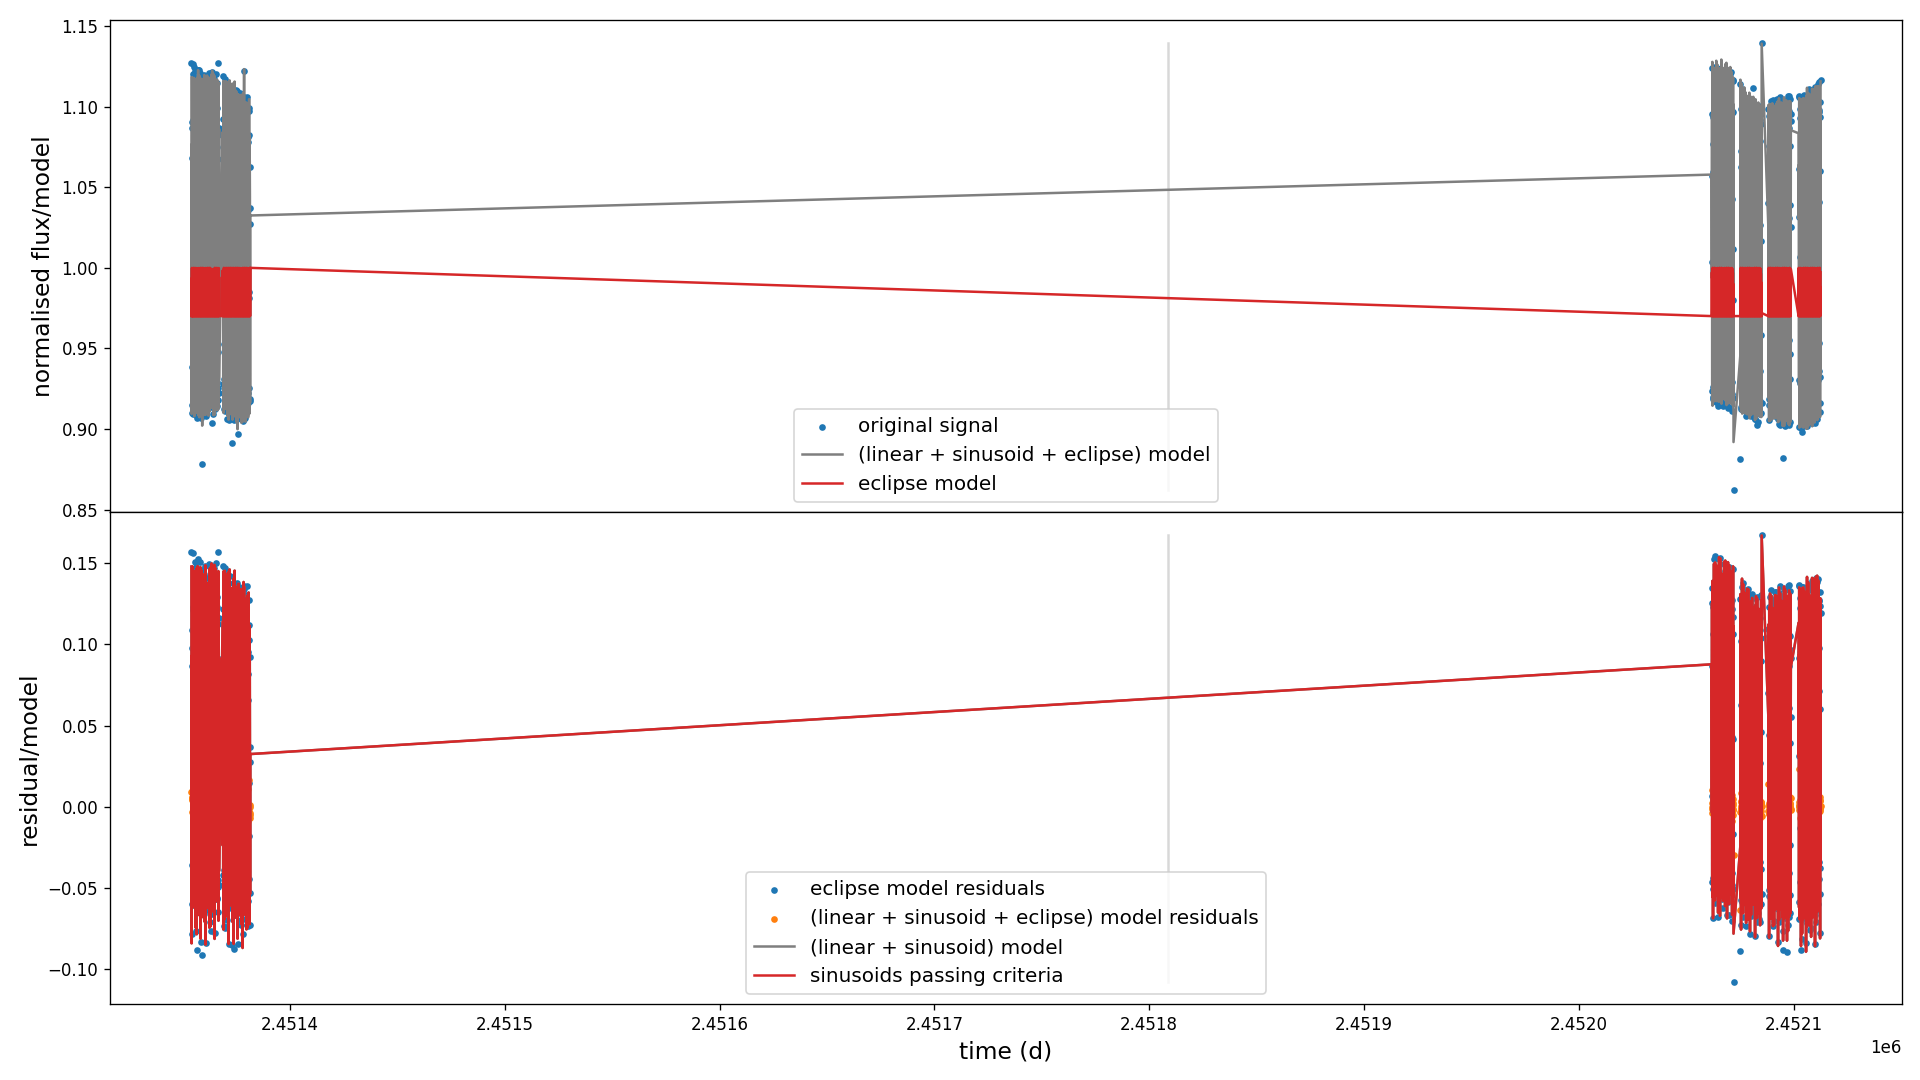 1.15
1.10
1.05
1.00
0.95
0.90
0.85
normalised flux/model
original signal
(linear + sinusoid + eclipse) model
eclipse model
0.15
0.10
0.05
0.00
−0.05
−0.10
residual/model
eclipse model residuals
(linear + sinusoid + eclipse) model residuals
(linear + sinusoid) model
sinusoids passing criteria
2.4514 2.4515 2.4516 2.4517 2.4518 2.4519 2.4520 2.4521
1e6
time (d)